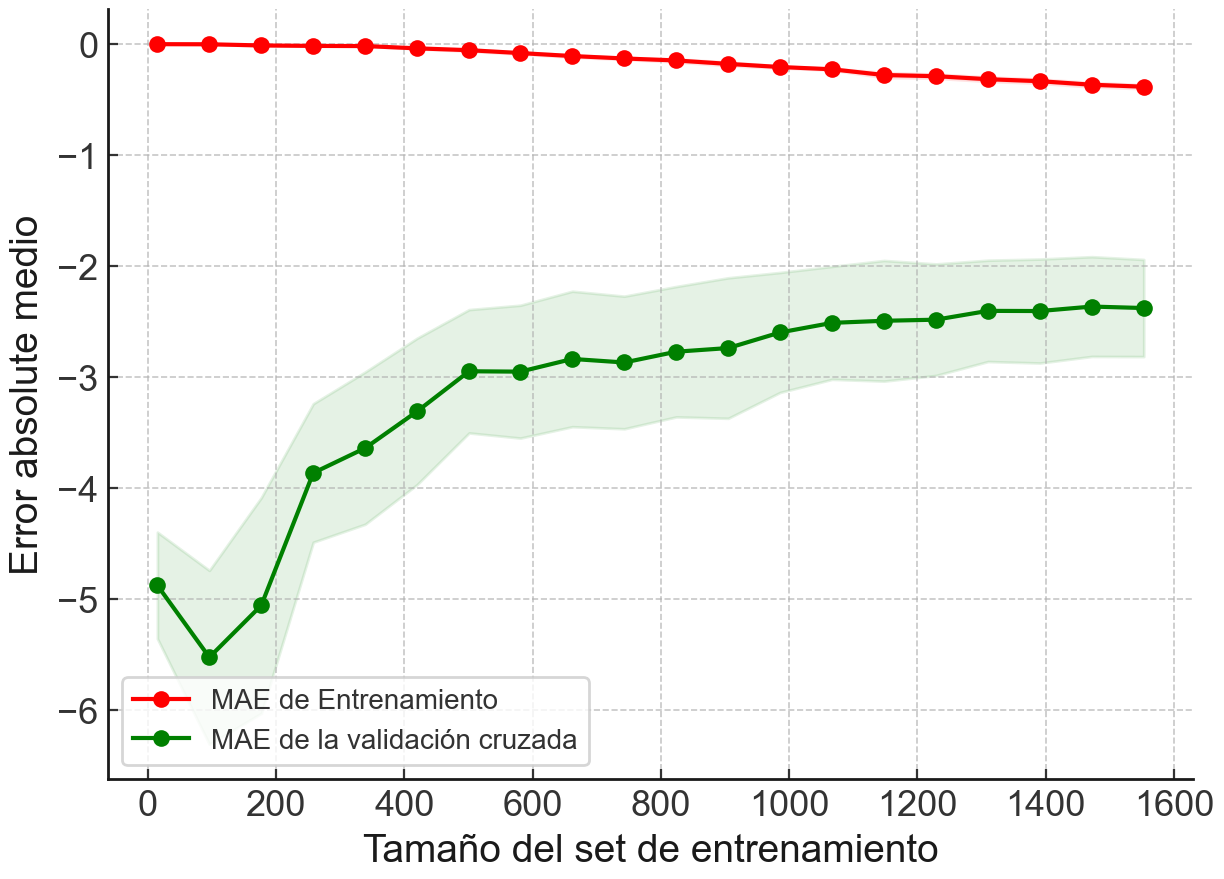 Error absolute medio
0
−1
−2
−3
−4
−5
−6
MAE de Entrenamiento
MAE de la validación cruzada
0 200 400 600 800 1000 1200 1400 1600
Tamaño del set de entrenamiento